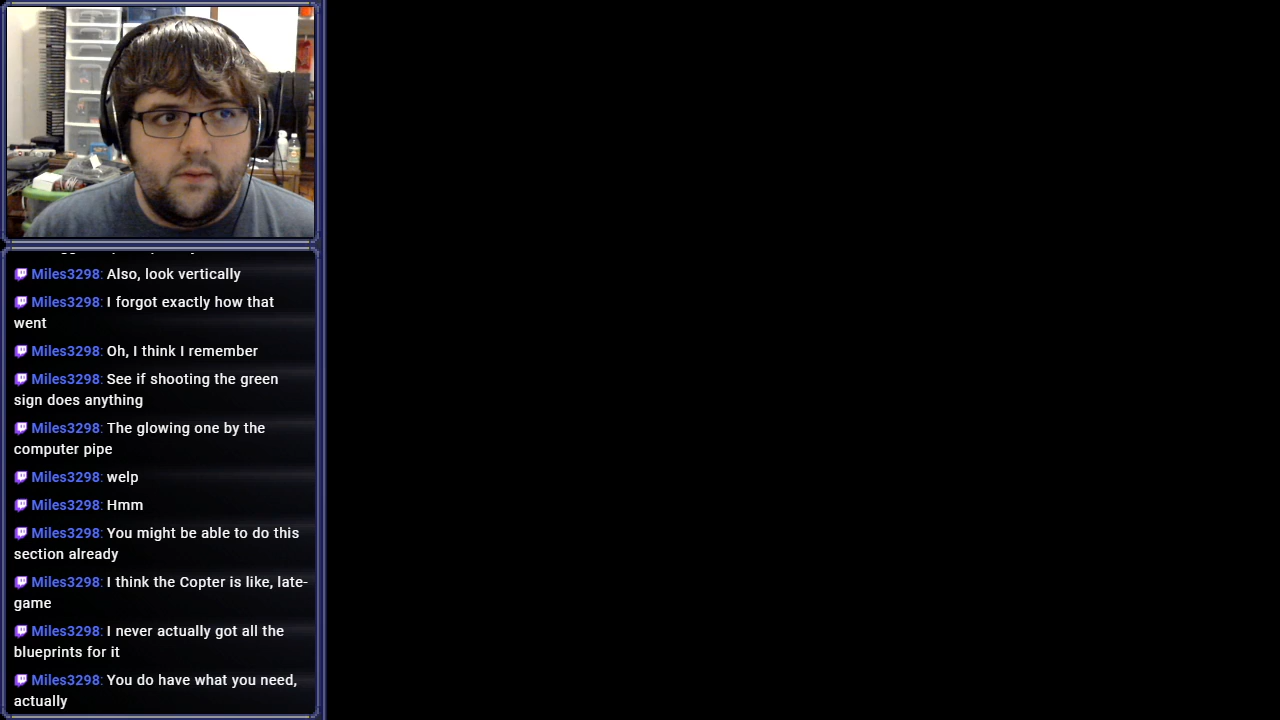 Miles3298: Also, look vertically
Miles3298: I forgot exactly how that
went
Miles3298: Oh, I think I remember
Miles3298: See if shooting the green
sign does anything
Miles3298: The glowing one by the
computer pipe
Miles3298: welp
Miles3298: Hmm
Miles3298: You might be able to do this
section already
Miles3298: I think the Copter is like, late-
game
Miles3298: I never actually got all the
blueprints for it
Miles3298: You do have what you need,
actually